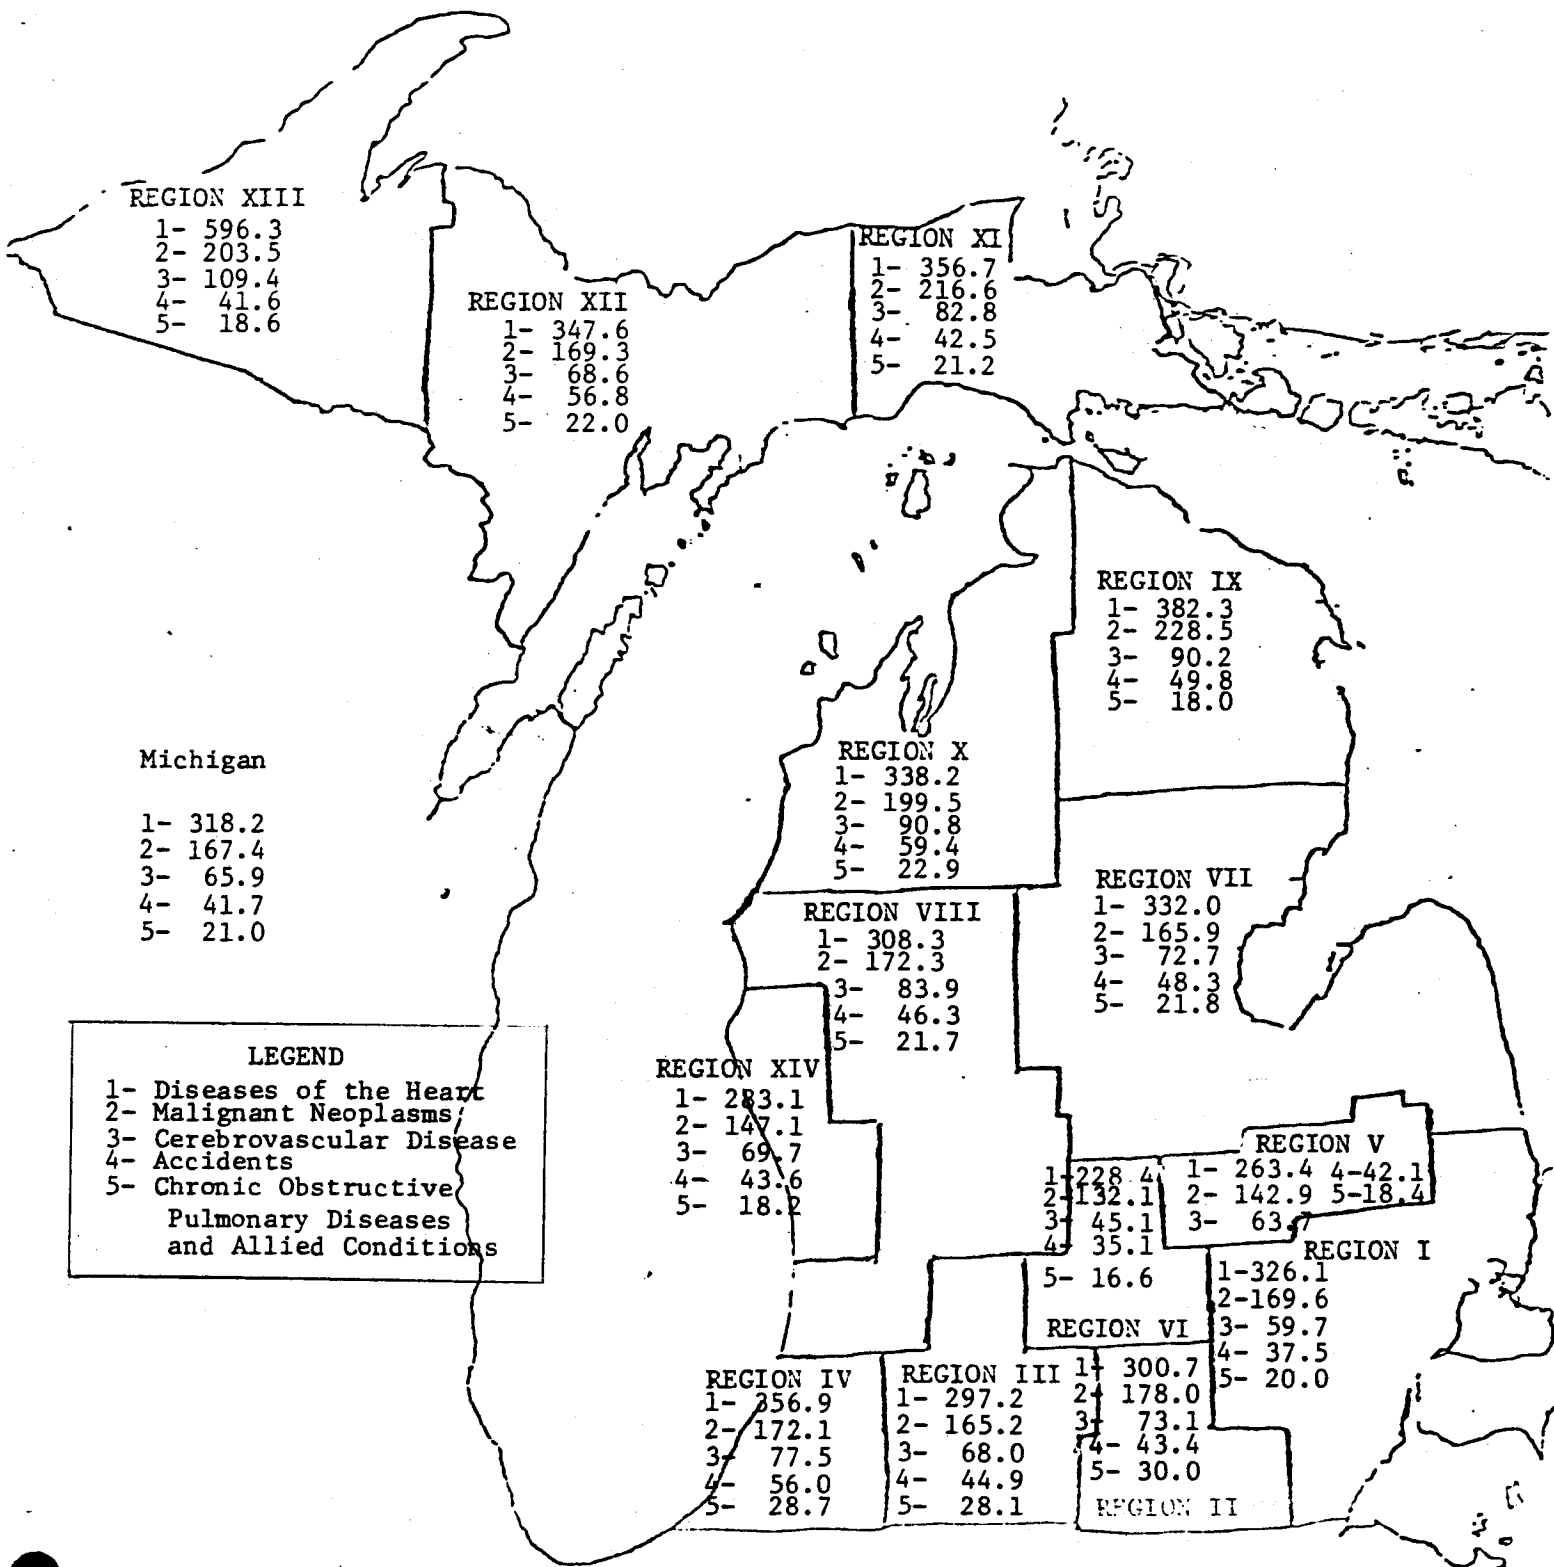 REGION XIII
1- 596.3
2- 203.5
3- 109.4
4- 41.6
5- 18.6
REGION XII
1- 347.6
2- 169.3
3- 68.6
4- 56.8
5- 22.0
REGION XI
1- 356.7
2- 216.6
3- 82.8
4- 42.5
5- 21.2
REGION IX
1- 382.3
2- 228.5
3- 90.2
4- 49.8
5- 18.0
Michigan
1- 318.2
2- 167.4
3- 65.9
4- 41.7
5- 21.0
REGION X
1- 338.2
2- 199.5
3- 90.8
4- 59.4
5- 22.9
REGION VII
1- 332.0
2- 165.9
3- 72.7
4- 48.3
5- 21.8
REGION VIII
1- 308.3
2- 172.3
3- 83.9
4- 46.3
5- 21.7
LEGEND
1- Diseases of the Heart
2- Malignant Neoplasms
3- Cerebrovascular Disease
4- Accidents
5- Chronic Obstructive
Pulmonary Diseases
and Allied Conditions
REGION XIV
1- 283.1
2- 147.1
3- 69.7
4- 43.6
5- 18.2
1-228.4
2-132.1
3- 45.1
4- 35.1
5- 16.6
REGION VI
REGION V
1- 263.4 4-42.1
2- 142.9 5-18.4
3- 63.7
REGION I
1-326.1
2-169.6
3- 59.7
4- 37.5
5- 20.0
REGION IV
1- 356.9
2- 172.1
3- 77.5
4- 56.0
5- 28.7
REGION III
1- 297.2
2- 165.2
3- 68.0
4- 44.9
5- 28.1
1- 300.7
2- 178.0
3- 73.1
4- 43.4
5- 30.0
REGION II